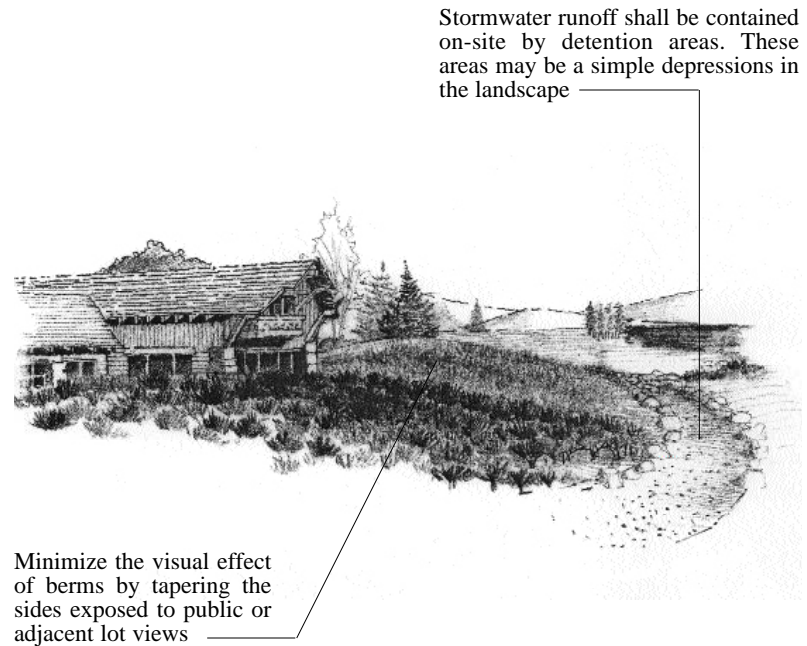 Stormwater runoff shall be contained
on-site by detention areas. These
areas may be a simple depressions in
the landscape
Minimize the visual effect
of berms by tapering the
sides exposed to public or
adjacent lot views